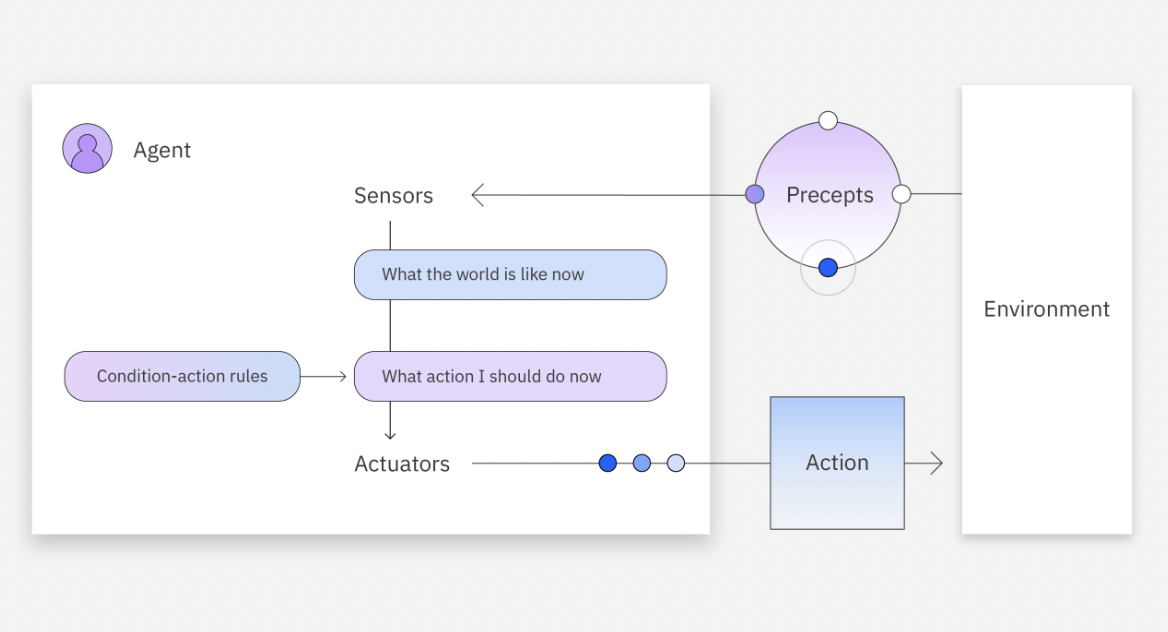 Agent
Sensors
Precepts
What the world is like now
Environment
Condition-action rules
What action I should do now
Actuators
Action